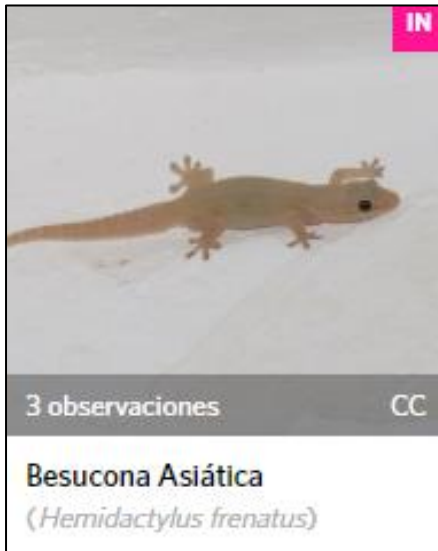 IN
3 observaciones CC
Besucona Asiática
(Hemidactylus frenatus)